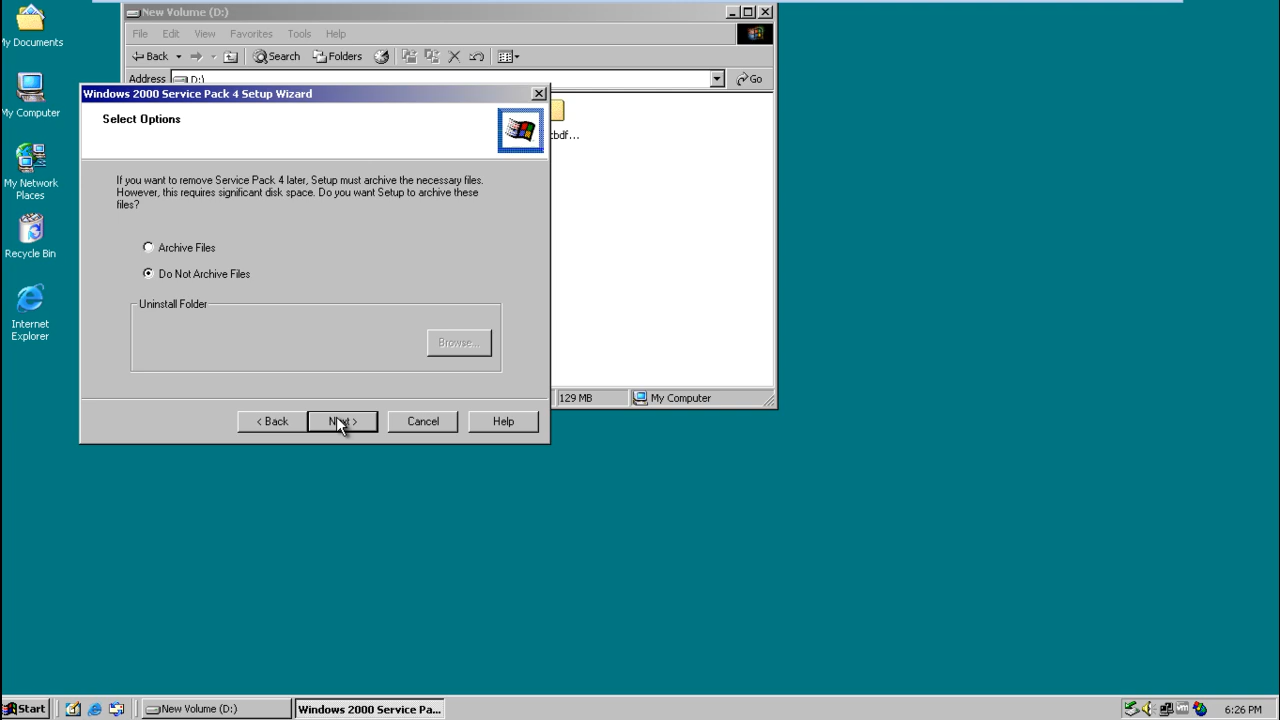 New Volume (D:)
File Edit View Favorites Tools Help
Back Search Folders
Address D:\ Go
My Documents
My Computer
My Network
Places
Recycle Bin
Internet
Explorer
Windows 2000 Service Pack 4 Setup Wizard
Select Options
If you want to remove Service Pack 4 later, Setup must archive the necessary files.
However, this requires significant disk space. Do you want Setup to archive these
files?
Archive Files
Do Not Archive Files
Uninstall Folder
Browse...
< Back Next > Cancel Help
cbdf...
129 MB My Computer
Start New Volume (D:) Windows 2000 Service Pa... 6:26 PM